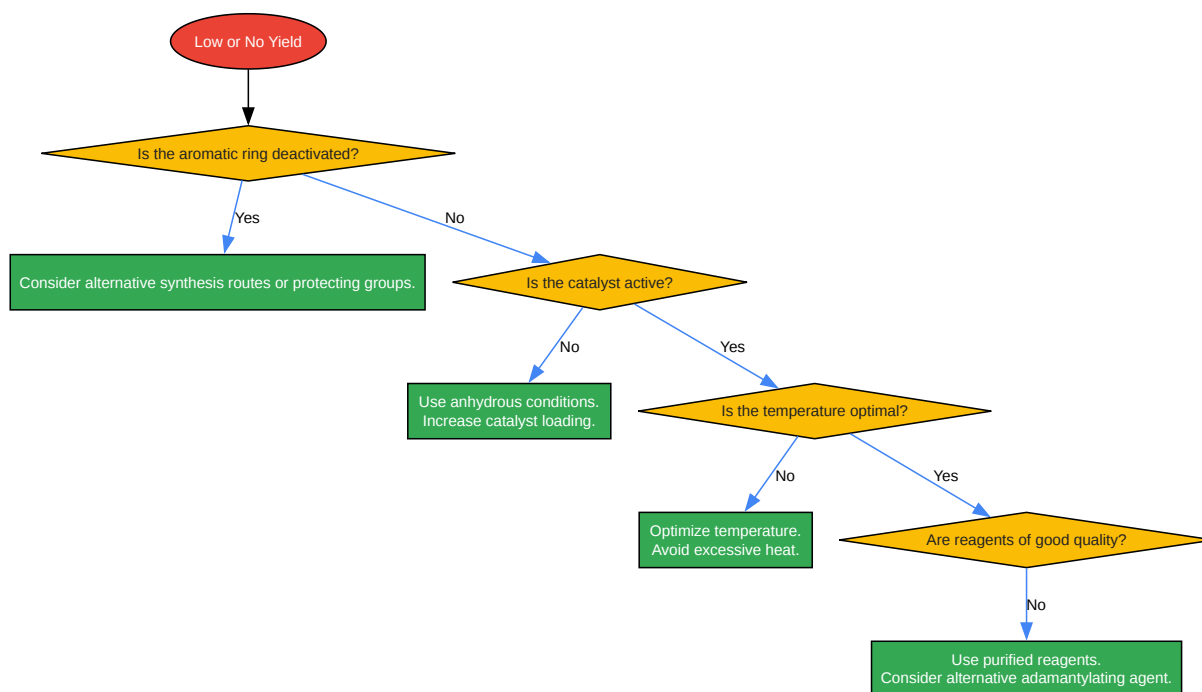 Low or No Yield
Is the aromatic ring deactivated?
Yes
No
Consider alternative synthesis routes or protecting groups.
Is the catalyst active?
No
Yes
Use anhydrous conditions.
Increase catalyst loading.
Is the temperature optimal?
No
Yes
Optimize temperature.
Avoid excessive heat.
Are reagents of good quality?
No
Use purified reagents.
Consider alternative adamantylating agent.